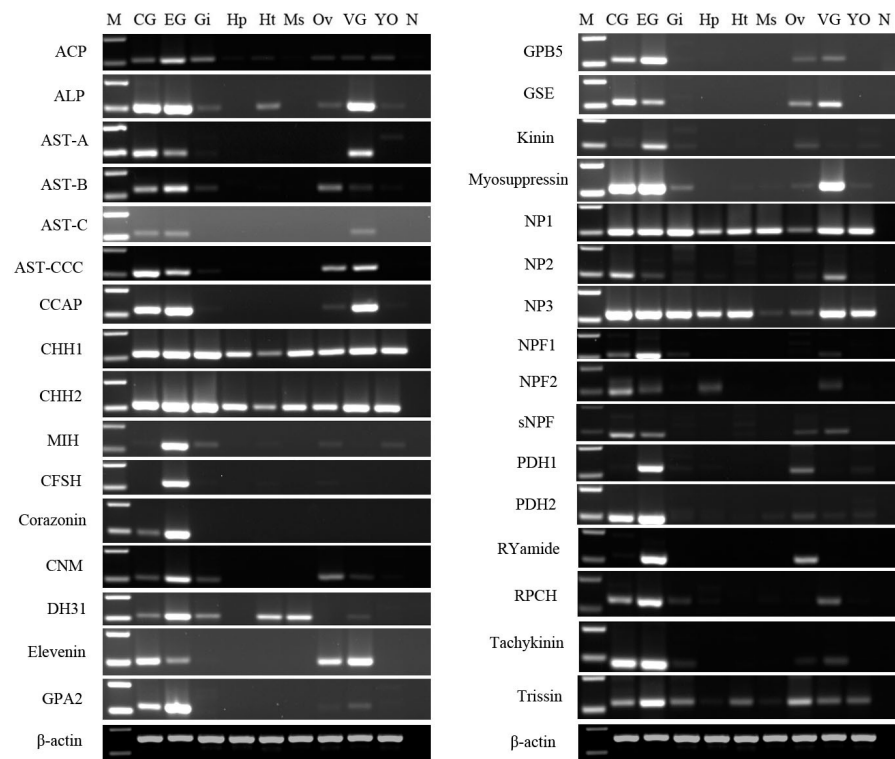 M CG EG Gi Hp Ht Ms Ov VG YO N
ACP
ALP
AST-A
AST-B
AST-C
AST-CCC
CCAP
CHH1
CHH2
MIH
CFSH
Corazonin
CNM
DH31
Elevenin
GPA2
β-actin
M CG EG Gi Hp Ht Ms Ov VG YO N
GPB5
GSE
Kinin
Myosuppressin
NP1
NP2
NP3
NPF1
NPF2
sNPF
PDH1
PDH2
RYamide
RPCH
Tachykinin
Trissin
β-actin